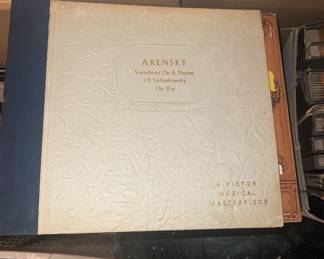 ARENSKY
Variations On A Theme
Of Tschaikowsky
Op 35a
A VICTOR
MUSICAL
MASTERPIECE